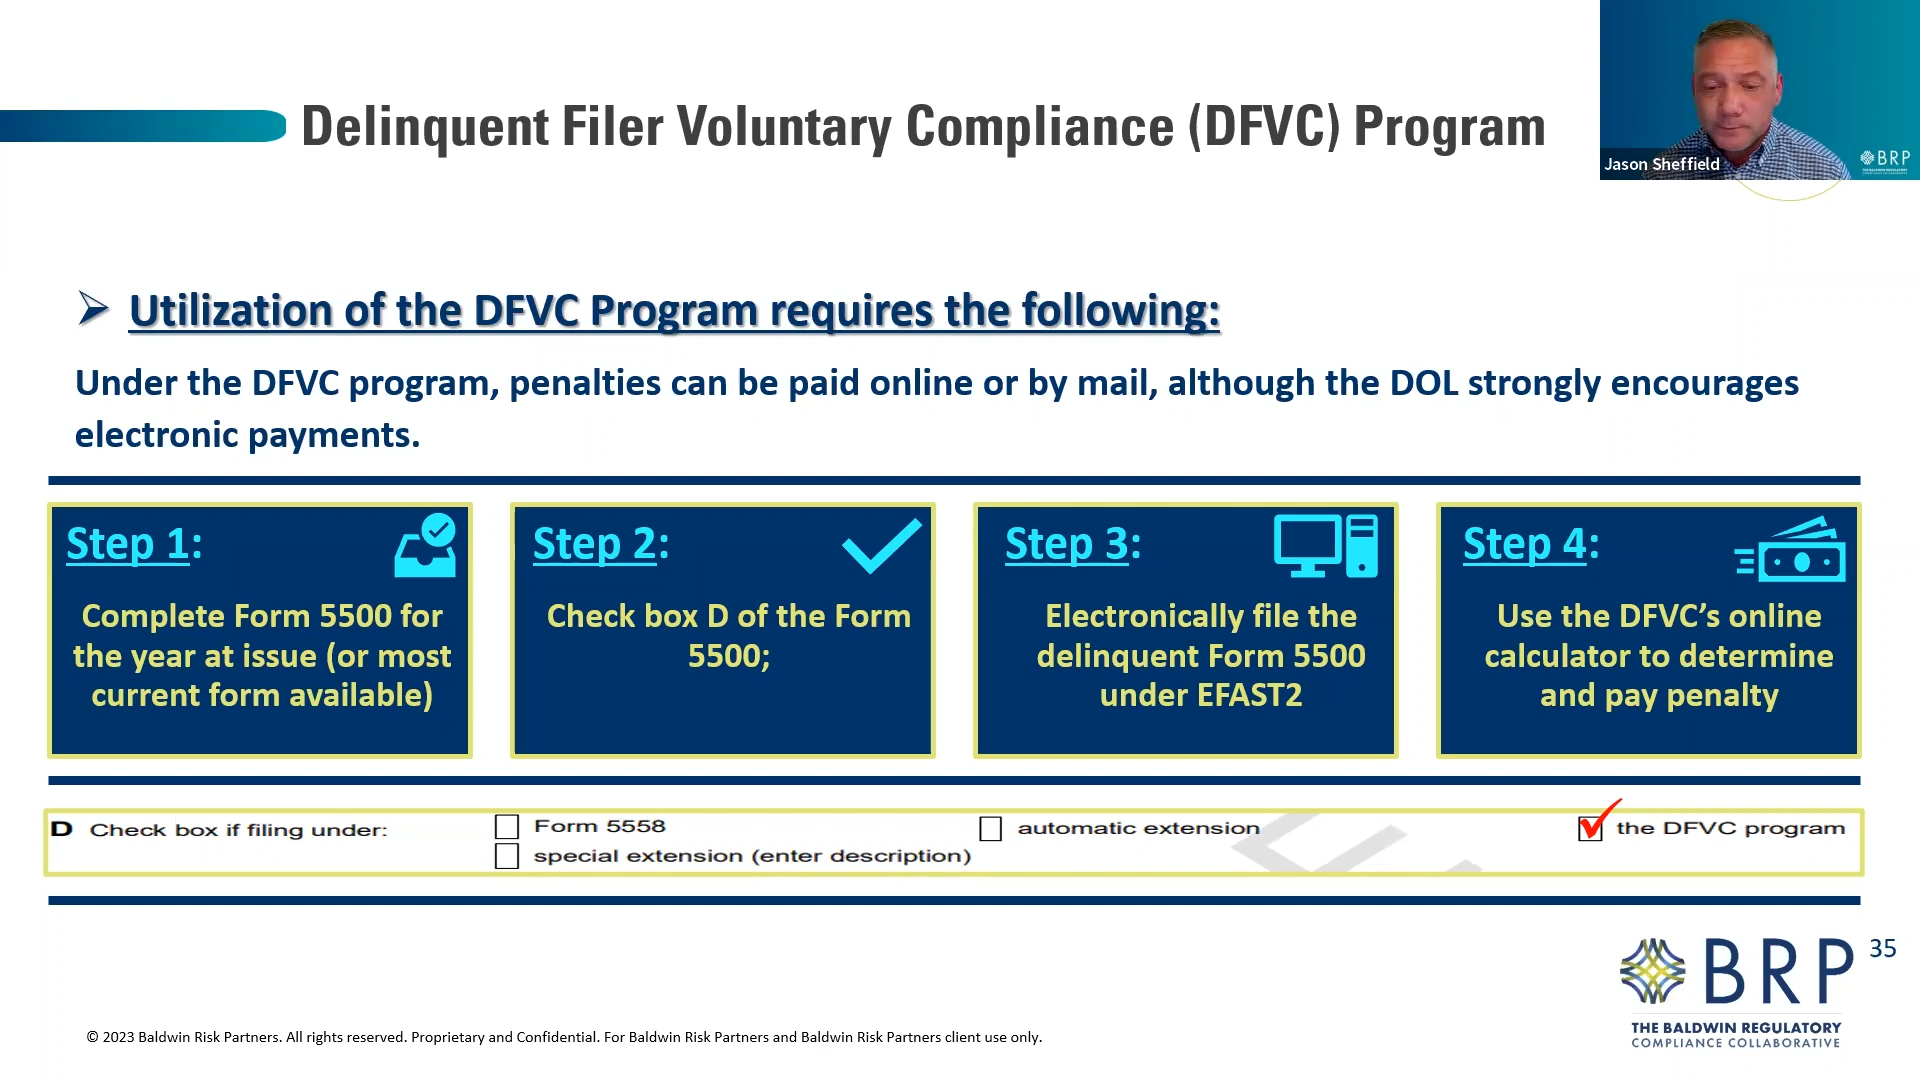 Delinquent Filer Voluntary Compliance (DFVC) Program
Jason Sheffield
BRP
Utilization of the DFVC Program requires the following:
Under the DFVC program, penalties can be paid online or by mail, although the DOL strongly encourages
electronic payments.
Step 1:
Complete Form 5500 for
the year at issue (or most
current form available)
Step 2:
Check box D of the Form
5500;
Step 3:
Electronically file the
delinquent Form 5500
under EFAST2
Step 4:
Use the DFVC’s online
calculator to determine
and pay penalty
D Check box if filing under:
Form 5558
automatic extension
the DFVC program
special extension (enter description)
BRP
35
THE BALDWIN REGULATORY
COMPLIANCE COLLABORATIVE
© 2023 Baldwin Risk Partners. All rights reserved. Proprietary and Confidential. For Baldwin Risk Partners and Baldwin Risk Partners client use only.